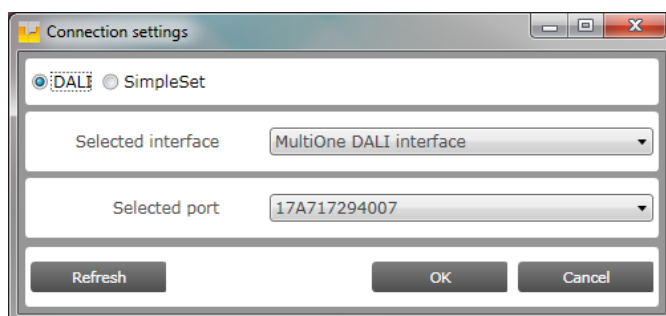 Connection settings
DALI SimpleSet
Selected interface MultiOne DALI interface
Selected port 17A717294007
Refresh OK Cancel